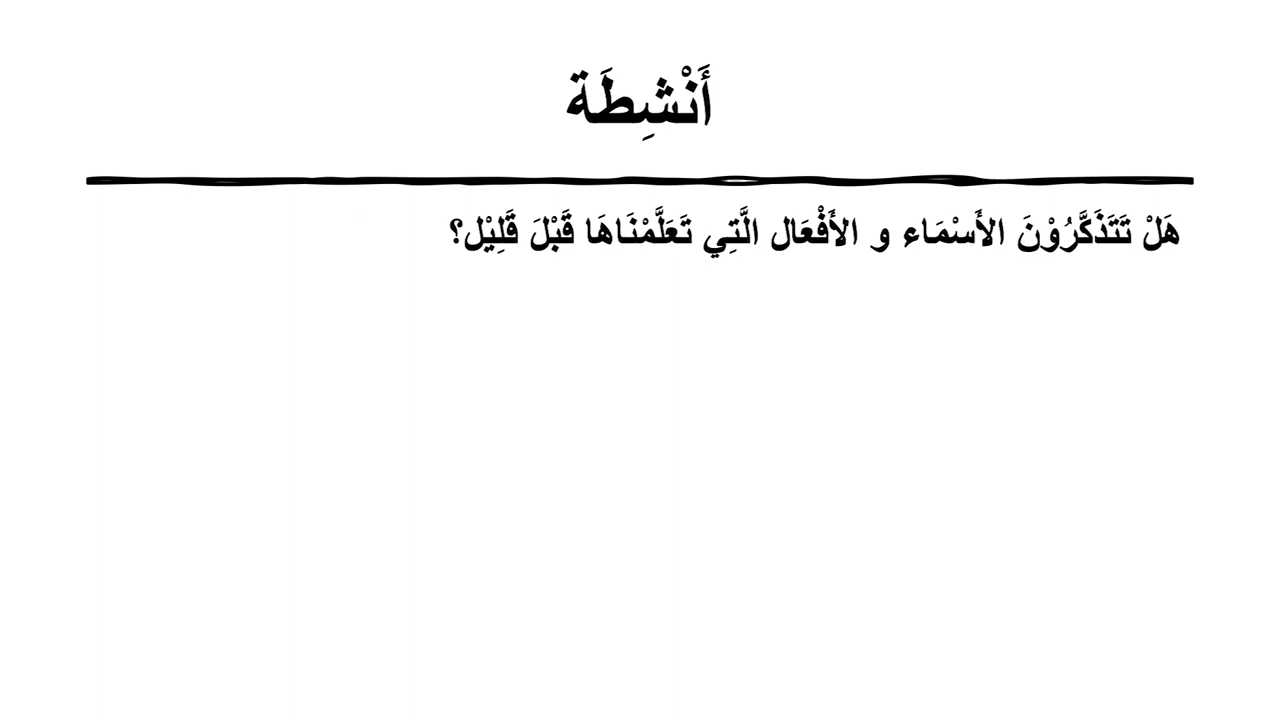 أَنْشِطَة
هَلْ تَتَذَكَّرُوْنَ الأَسْمَاء و الأَفْعَال الَّتِي تَعَلَّمْنَاهَا قَبْلَ قَلِيْل؟